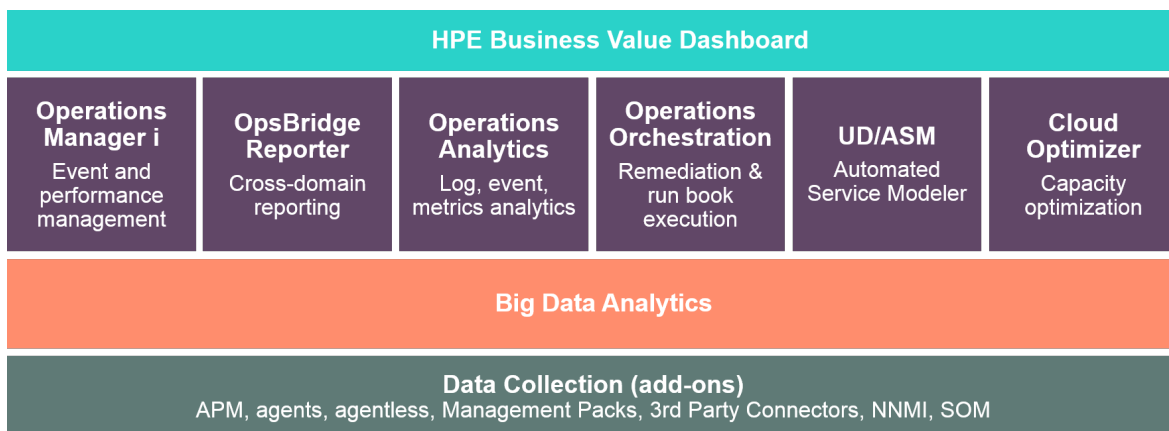 HPE Business Value Dashboard
Operations
Manager i
Event and
performance
management
OpsBridge
Reporter
Cross-domain
reporting
Operations
Analytics
Log, event,
metrics analytics
Operations
Orchestration
Remediation &
run book
execution
UD/ASM
Automated
Service Modeler
Cloud
Optimizer
Capacity
optimization
Big Data Analytics
Data Collection (add-ons)
APM, agents, agentless, Management Packs, 3rd Party Connectors, NNMI, SOM